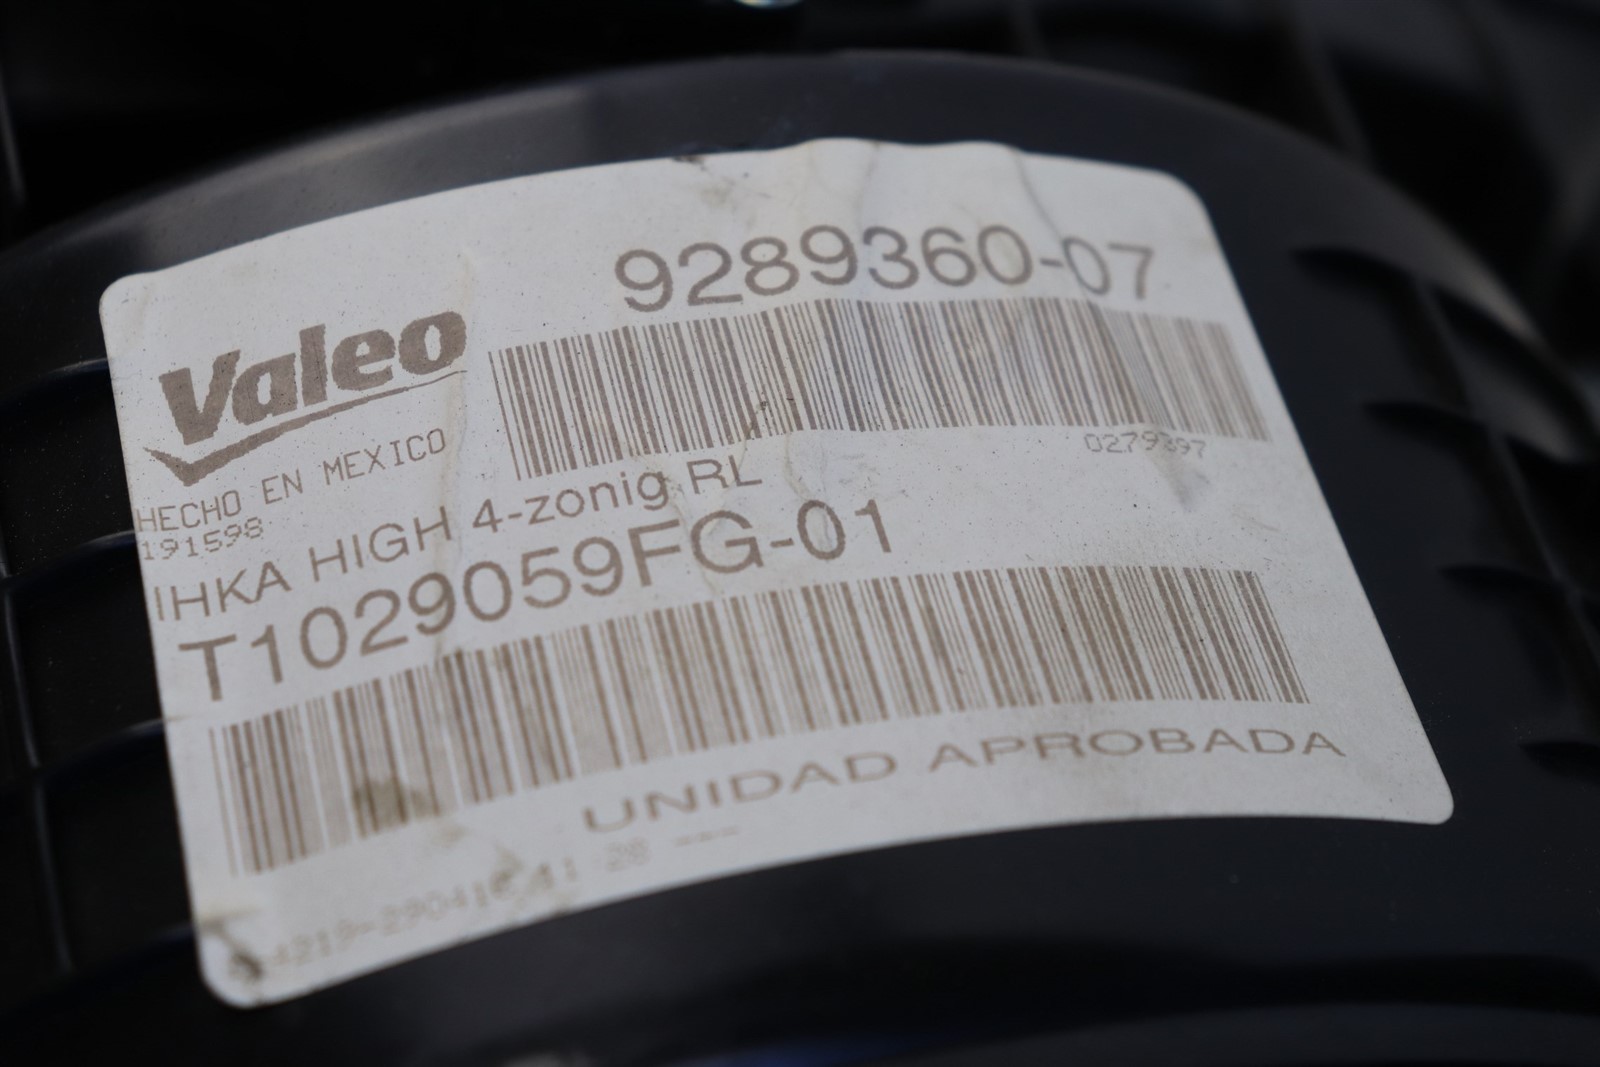 9289360-07
Valeo
0279397
HECHO EN MEXICO
191598
IHKA HIGH 4-zonig RL
T1029059FG-01
UNIDAD APROBADA